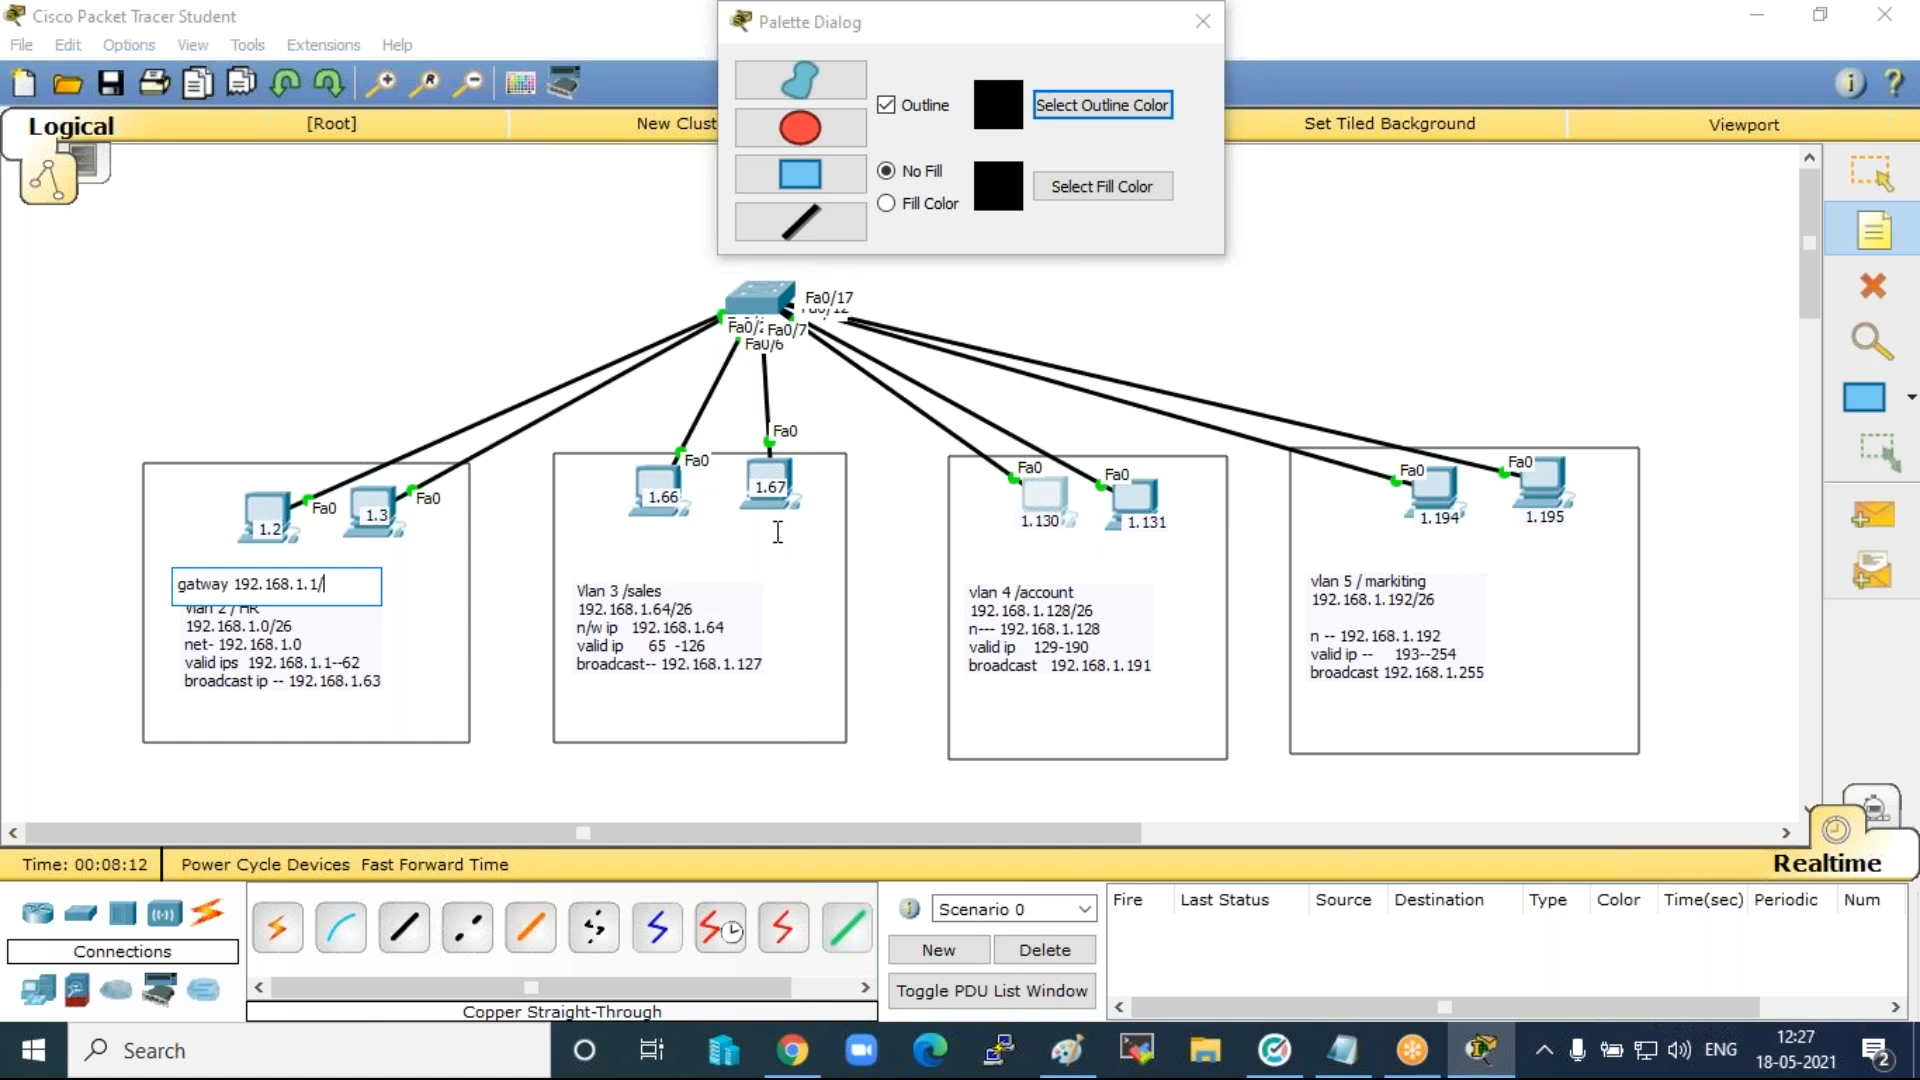 Cisco Packet Tracer Student
Palette Dialog
File Edit Options View Tools Extensions Help
Outline
Select Outline Color
No Fill
Fill Color
Select Fill Color
Logical
[Root]
New Clust
Set Tiled Background
Viewport
Fa0/17
Fa0/7
Fa0/6
Fa0
Fa0
Fa0
Fa0
Fa0
Fa0
Fa0
Fa0
1.2
1.3
1.66
1.67
1.130
1.131
1.194
1.195
gatway 192.168.1.1/
vlan 2 / HR
192.168.1.0/26
net- 192.168.1.0
valid ips 192.168.1.1--62
broadcast ip -- 192.168.1.63
Vlan 3 /sales
192.168.1.64/26
n/w ip 192.168.1.64
valid ip 65 -126
broadcast-- 192.168.1.127
vlan 4 /account
192.168.1.128/26
n--- 192.168.1.128
valid ip 129-190
broadcast 192.168.1.191
vlan 5 / markiting
192.168.1.192/26
n -- 192.168.1.192
valid ip -- 193--254
broadcast 192.168.1.255
Time: 00:08:12
Power Cycle Devices Fast Forward Time
Realtime
Connections
Copper Straight-Through
Scenario 0
New
Delete
Toggle PDU List Window
Fire Last Status Source Destination Type Color Time(sec) Periodic Num
Search
ENG
12:27
18-05-2021
2